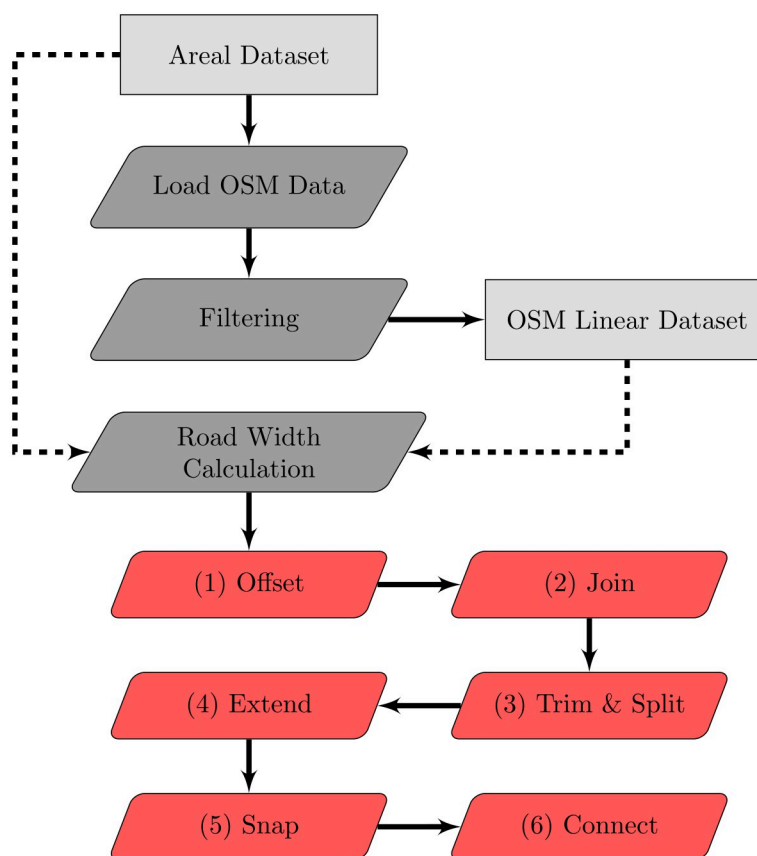 Areal Dataset
Load OSM Data
Filtering
OSM Linear Dataset
Road Width
Calculation
(1) Offset
(2) Join
(3) Trim & Split
(4) Extend
(5) Snap
(6) Connect